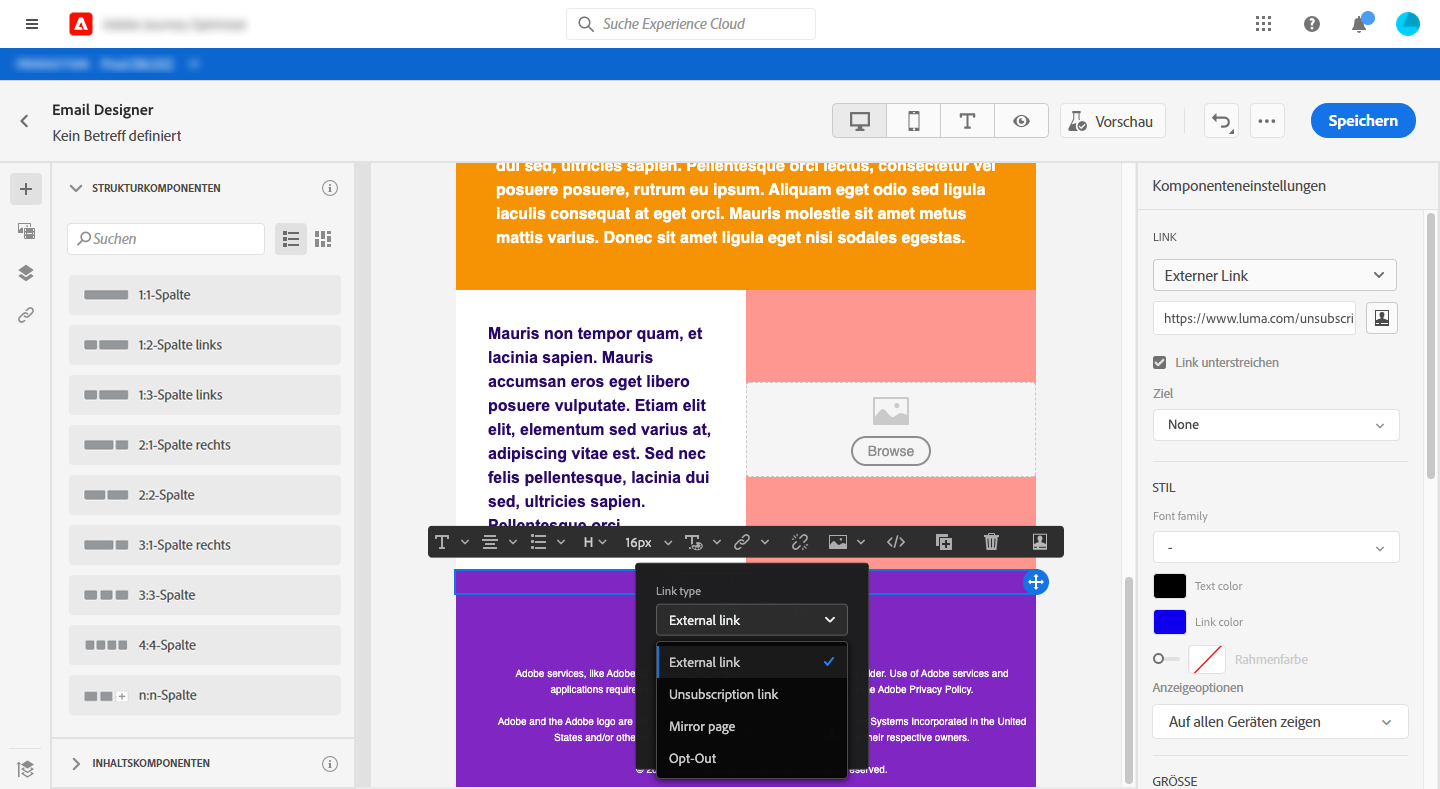 Suche Experience Cloud
Email Designer
Kein Betreff definiert
Vorschau
Speichern
STRUKTURKOMPONENTEN
Suchen
1:1-Spalte
1:2-Spalte links
1:3-Spalte links
2:1-Spalte rechts
2:2-Spalte
3:1-Spalte rechts
3:3-Spalte
4:4-Spalte
n:n-Spalte
INHALTSKOMPONENTEN
dui sed, ultricies sapien. Pellentesque orci lectus, consectetur vel
posuere posuere, rutrum eu ipsum. Aliquam eget odio sed ligula
iaculis consequat at eget orci. Mauris molestie sit amet metus
mattis varius. Donec sit amet ligula eget nisi sodales egestas.
Mauris non tempor quam, et
lacinia sapien. Mauris
accumsan eros eget libero
posuere vulputate. Etiam elit
elit, elementum sed varius at,
adipiscing vitae est. Sed nec
felis pellentesque, lacinia dui
sed, ultricies sapien.
Pellentesque orci
Browse
H
16px
Link type
External link
External link
Unsubscription link
Mirror page
Opt-Out
Adobe services, like Adobe lder. Use of Adobe services and
applications require e Adobe Privacy Policy.
Adobe and the Adobe logo are Systems Incorporated in the United
States and/or othe heir respective owners.
© 20 served.
Komponenteneinstellungen
LINK
Externer Link
https://www.luma.com/unsubscri
Link unterstreichen
Ziel
None
STIL
Font family
-
Text color
Link color
Rahmenfarbe
Anzeigeoptionen
Auf allen Geräten zeigen
GRÖSSE